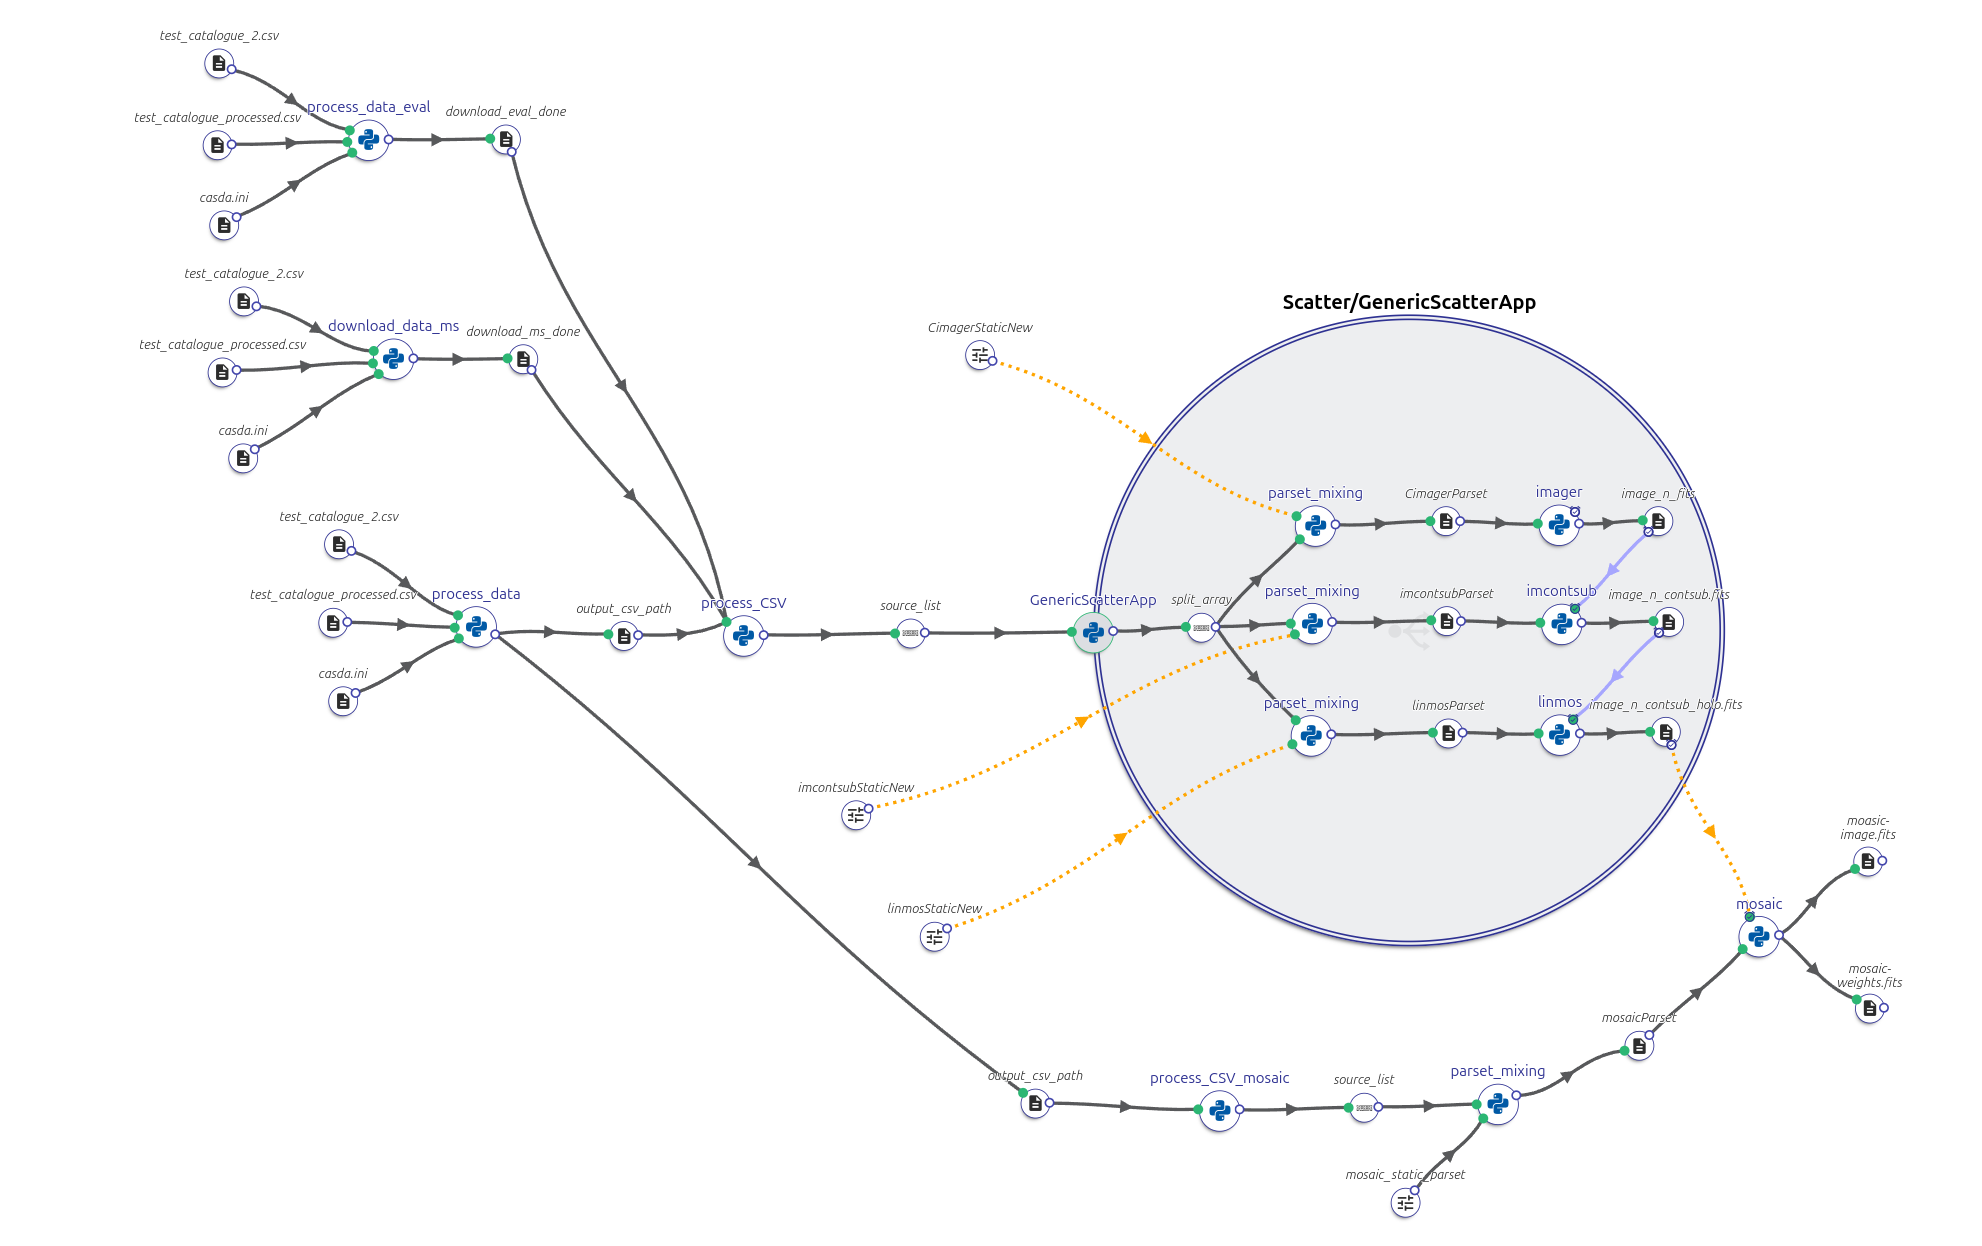 test_catalogue_2.csv
process_data_eval
download_eval_done
test_catalogue_processed.csv
casda.ini
test_catalogue_2.csv
download_data_ms
download_ms_done
test_catalogue_processed.csv
casda.ini
test_catalogue_2.csv
process_data
test_catalogue_processed.csv
output_csv_path
process_CSV
source_list
casda.ini
Scatter/GenericScatterApp
CimagerStaticNew
parset_mixing
CimagerParset
imager
image_n_fits
GenericScatterApp
split_array
parset_mixing
imcontsubParset
imcontsub
image_n_contsub.fits
parset_mixing
linmosParset
linmos
image_n_contsub_holo.fits
imcontsubStaticNew
linmosStaticNew
moasic-
image.fits
mosaic
mosaic-
weights.fits
mosaicParset
output_csv_path
process_CSV_mosaic
source_list
parset_mixing
mosaic_static_parset